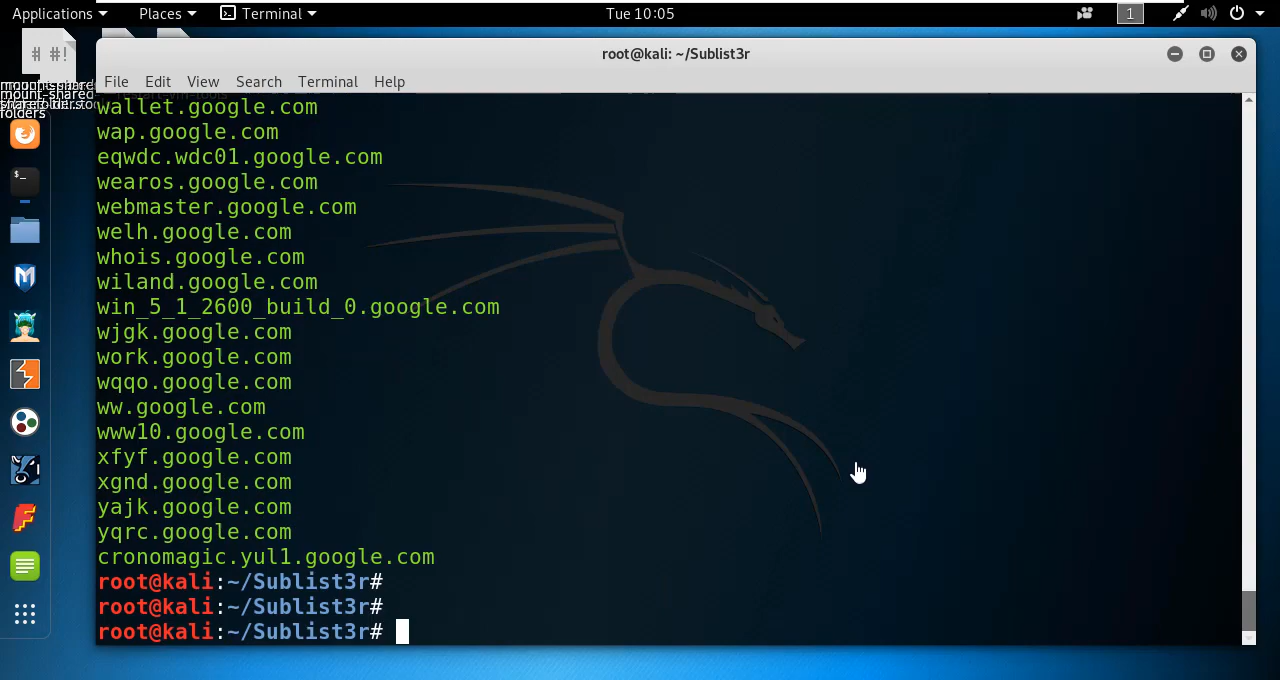 Applications Places Terminal Tue 10:05 1
# #!
root@kali: ~/Sublist3r
File Edit View Search Terminal Help
mount-shared-
folders
wallet.google.com
wap.google.com
eqwdc.wdc01.google.com
wearos.google.com
webmaster.google.com
welh.google.com
whois.google.com
wiland.google.com
win_5_1_2600_build_0.google.com
wjgk.google.com
work.google.com
wqqo.google.com
ww.google.com
www10.google.com
xfyf.google.com
xgnd.google.com
yajk.google.com
yqrc.google.com
cronomagic.yul1.google.com
root@kali:~/Sublist3r#
root@kali:~/Sublist3r#
root@kali:~/Sublist3r#